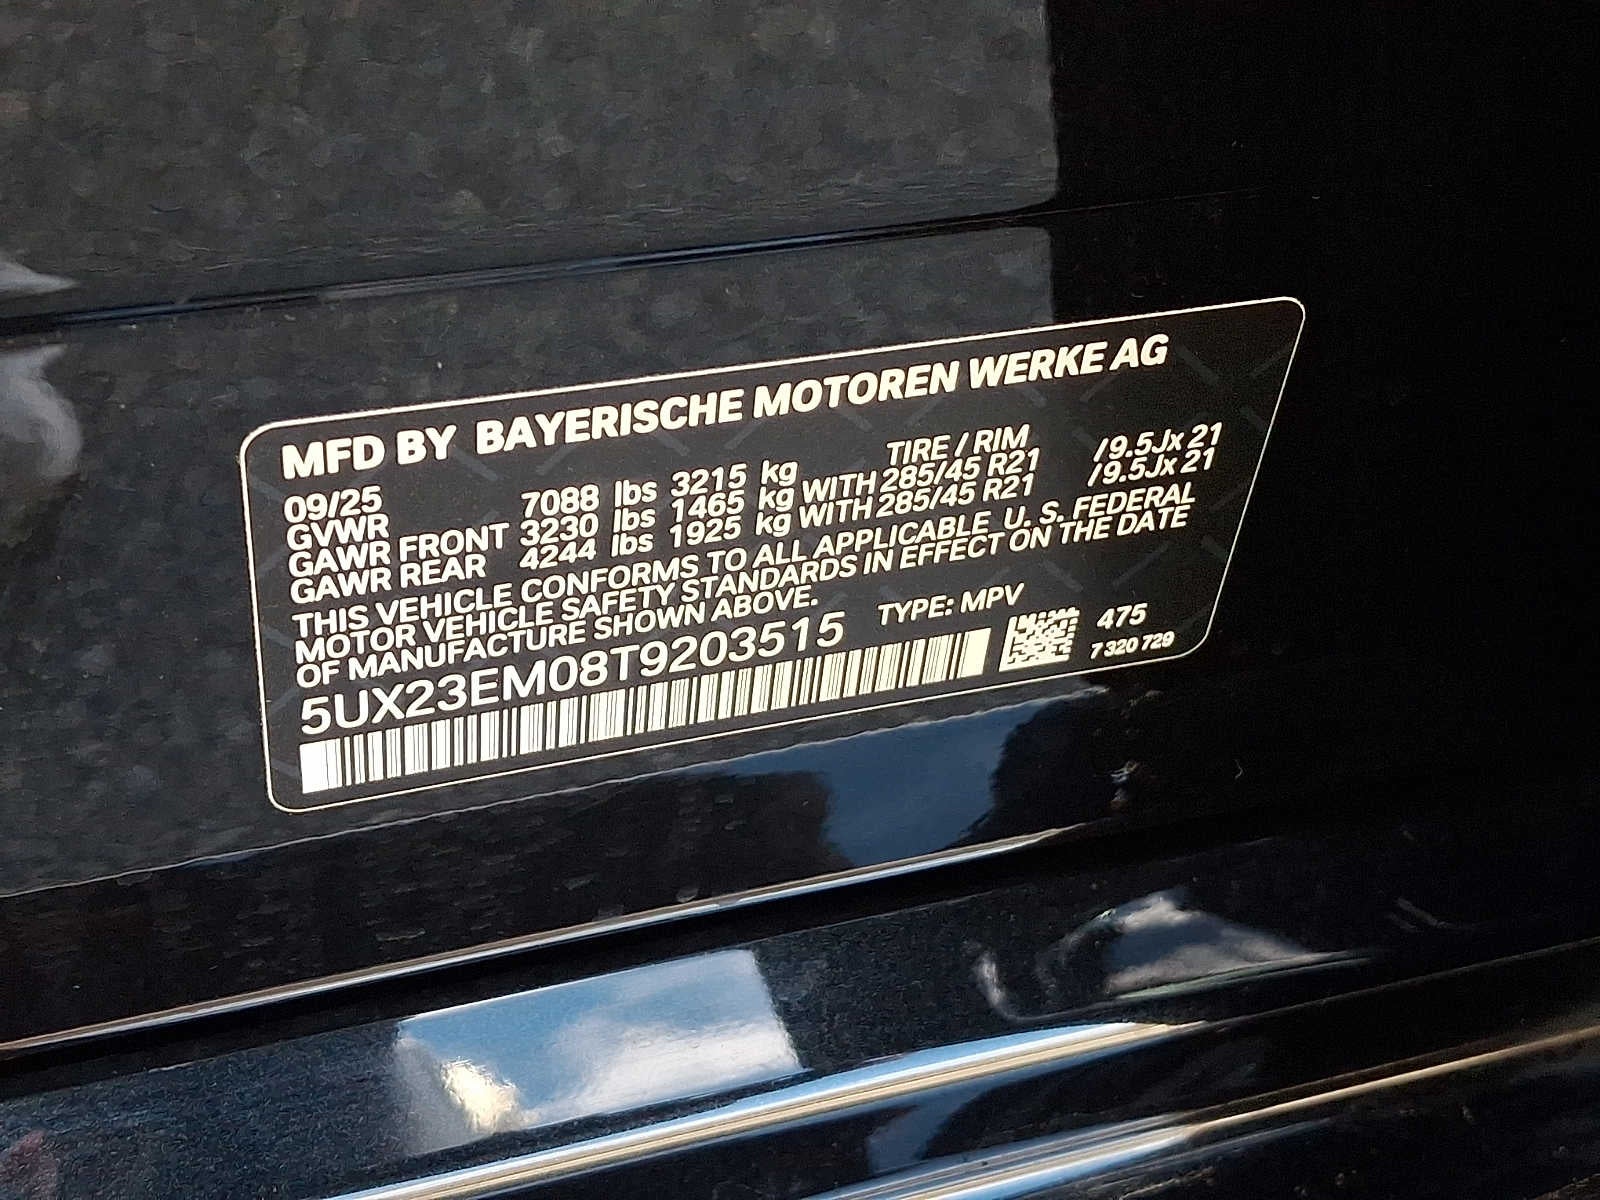 MFD BY BAYERISCHE MOTOREN WERKE AG
09/25 TIRE / RIM
GVWR 7088 lbs 3215 kg
GAWR FRONT 3230 lbs 1465 kg WITH 285/45 R21 /9.5Jx 21
GAWR REAR 4244 lbs 1925 kg WITH 285/45 R21 /9.5Jx 21
THIS VEHICLE CONFORMS TO ALL APPLICABLE U. S. FEDERAL
MOTOR VEHICLE SAFETY STANDARDS IN EFFECT ON THE DATE
OF MANUFACTURE SHOWN ABOVE.
5UX23EM08T9203515 TYPE: MPV
475
7 320 729